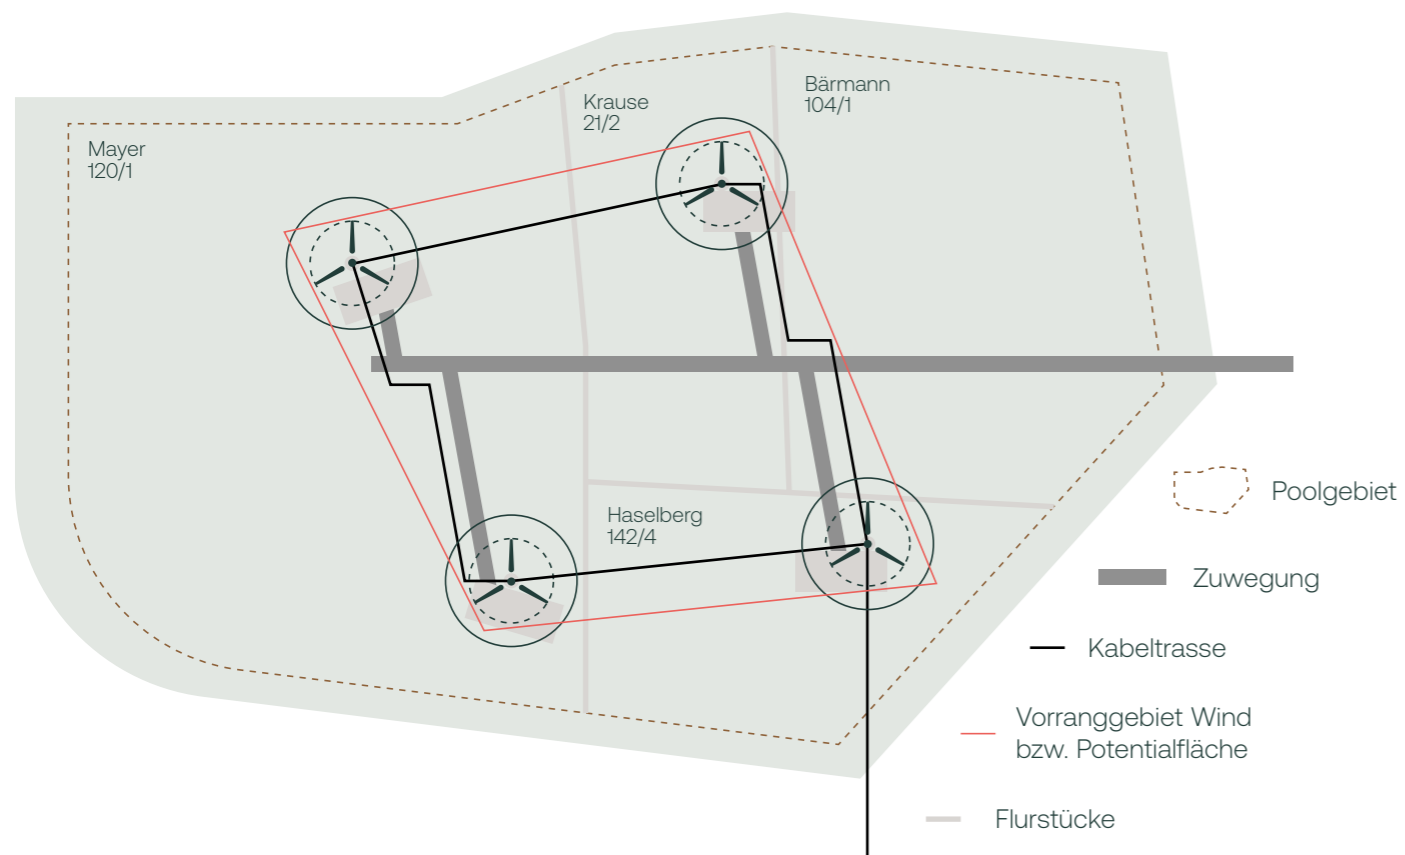 Bärmann
104/1
Krause
21/2
Mayer
120/1
Haselberg
142/4
Poolgebiet
Zuwegung
Kabeltrasse
Vorranggebiet Wind
bzw. Potentialfläche
Flurstücke